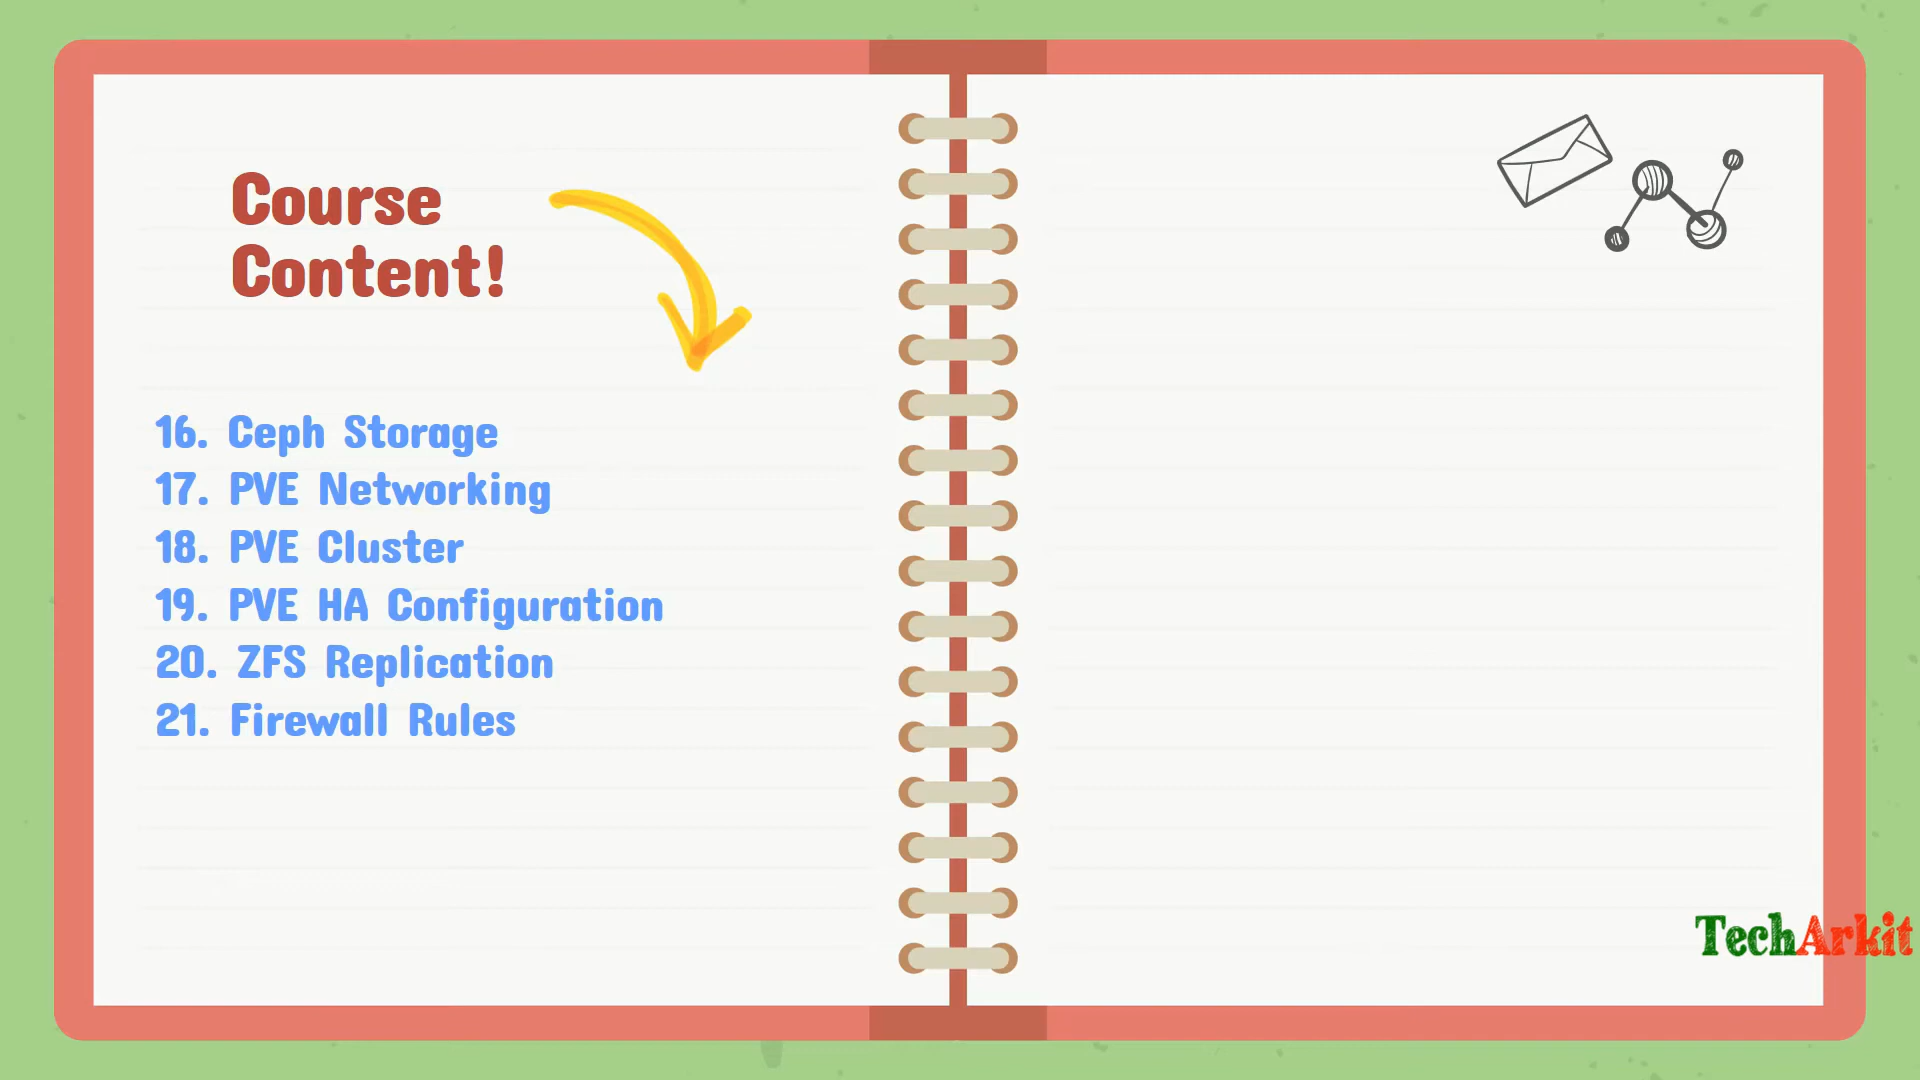 Course
Content!
16. Ceph Storage
17. PVE Networking
18. PVE Cluster
19. PVE HA Configuration
20. ZFS Replication
21. Firewall Rules
TechArkit